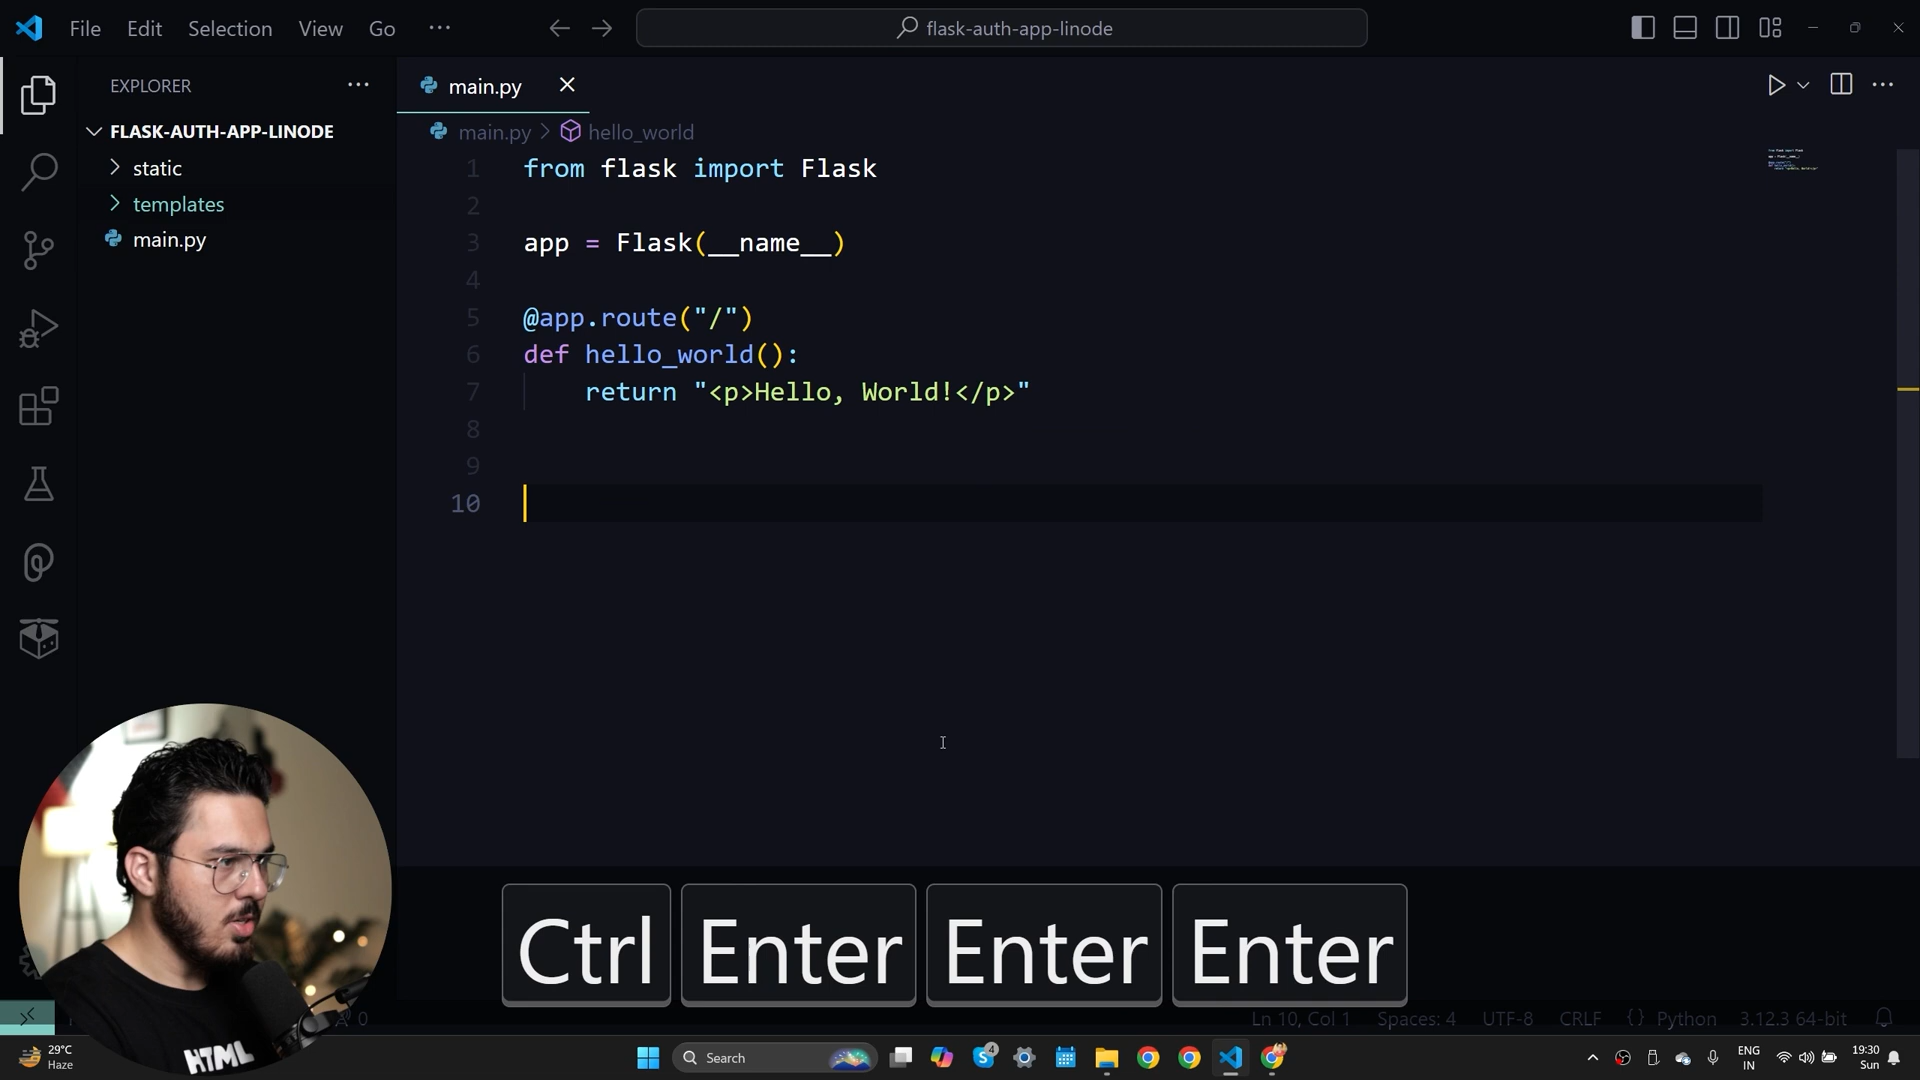 File Edit Selection View Go ···
flask-auth-app-linode
EXPLORER
FLASK-AUTH-APP-LINODE
static
templates
main.py
main.py
main.py > hello_world
1 from flask import Flask
2
3 app = Flask(__name__)
4
5 @app.route("/")
6 def hello_world():
7 return "<p>Hello, World!</p>"
8
9
10
Ctrl Enter Enter Enter
HTML
0
Ln 10, Col 1 Spaces: 4 UTF-8 CRLF {} Python 3.12.3 64-bit
29°C
Haze
Search
4
ENG
IN
19:30
Sun